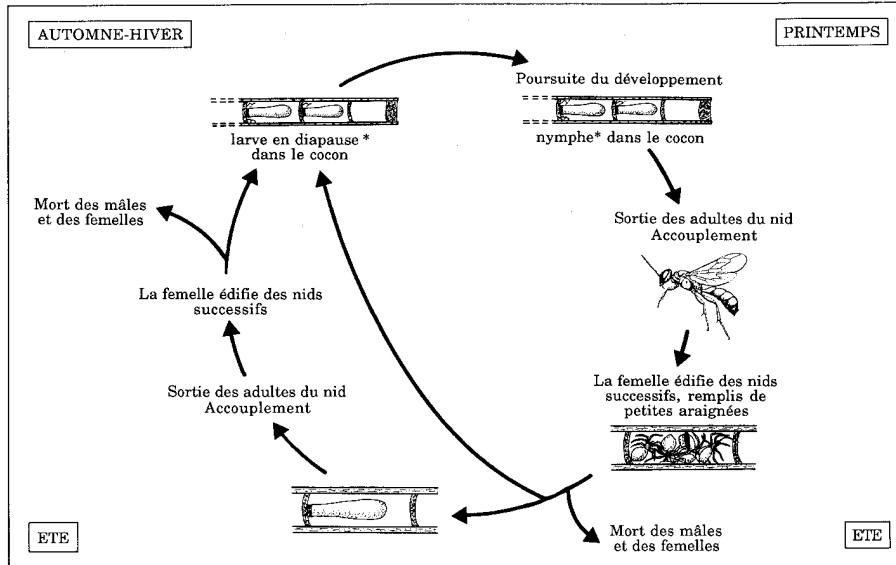 AUTOMNE-HIVER
PRINTEMPS
Poursuite du développement
larve en diapause *
dans le cocon
nymphe* dans le cocon
Mort des mâles
et des femelles
Sortie des adultes du nid
Accouplement
La femelle édifie des nids
successifs
La femelle édifie des nids
successifs, remplis de
petites araignées
Sortie des adultes du nid
Accouplement
Mort des mâles
et des femelles
ETE
ETE